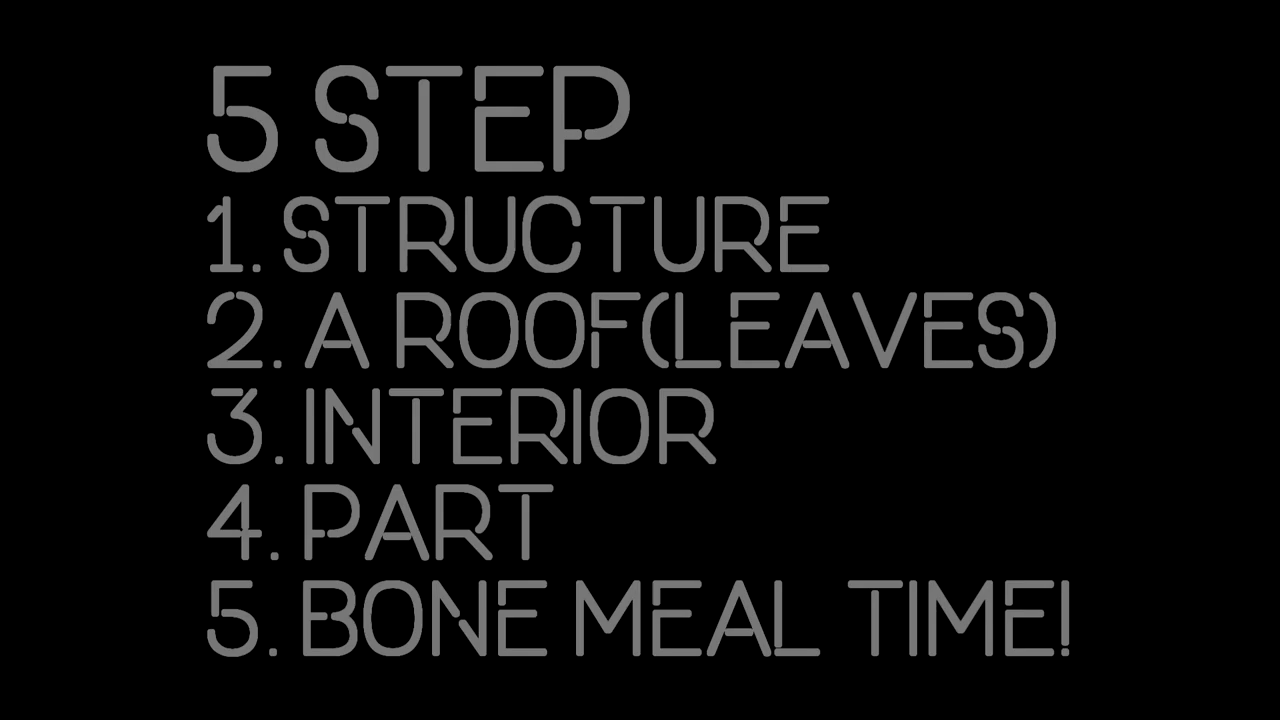 5 STEP
1. STRUCTURE
2. A ROOF(LEAVES)
3. INTERIOR
4. PART
5. BONE MEAL TIME!